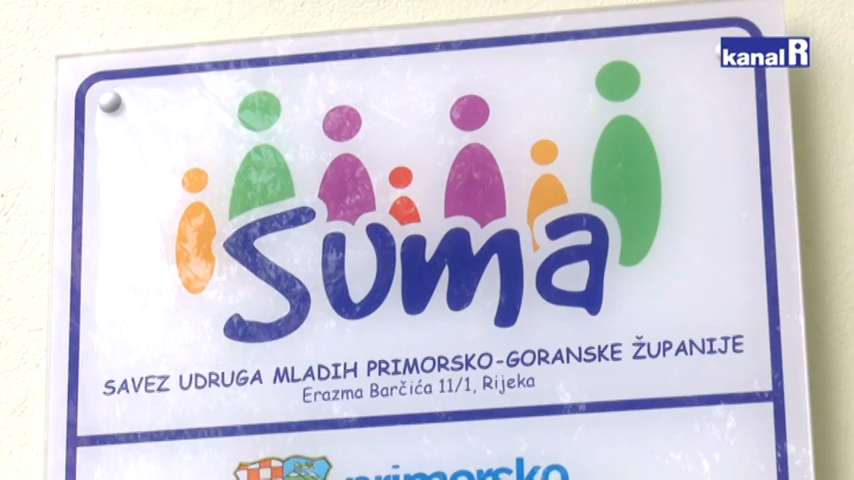 kanal R
suma
SAVEZ UDRUGA MLADIH PRIMORSKO-GORANSKE ŽUPANIJE
Erazma Barčića 11/1, Rijeka
primorsko